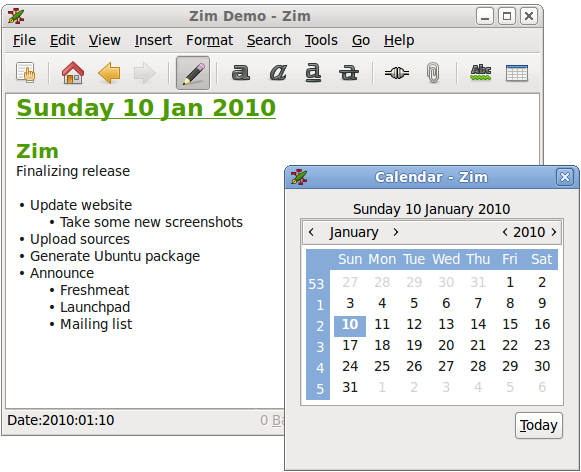 Zim Demo - Zim
File Edit View Insert Format Search Tools Go Help
a a a a Abc
Sunday 10 Jan 2010
Zim
Finalizing release
• Update website
• Take some new screenshots
• Upload sources
• Generate Ubuntu package
• Announce
• Freshmeat
• Launchpad
• Mailing list
Date:2010:01:10
0
Calendar - Zim
Sunday 10 January 2010
< January > < 2010 >
Sun Mon Tue Wed Thu Fri Sat
53 27 28 29 30 31 1 2
1 3 4 5 6 7 8 9
2 10 11 12 13 14 15 16
3 17 18 19 20 21 22 23
4 24 25 26 27 28 29 30
5 31 1 2 3 4 5 6
Today